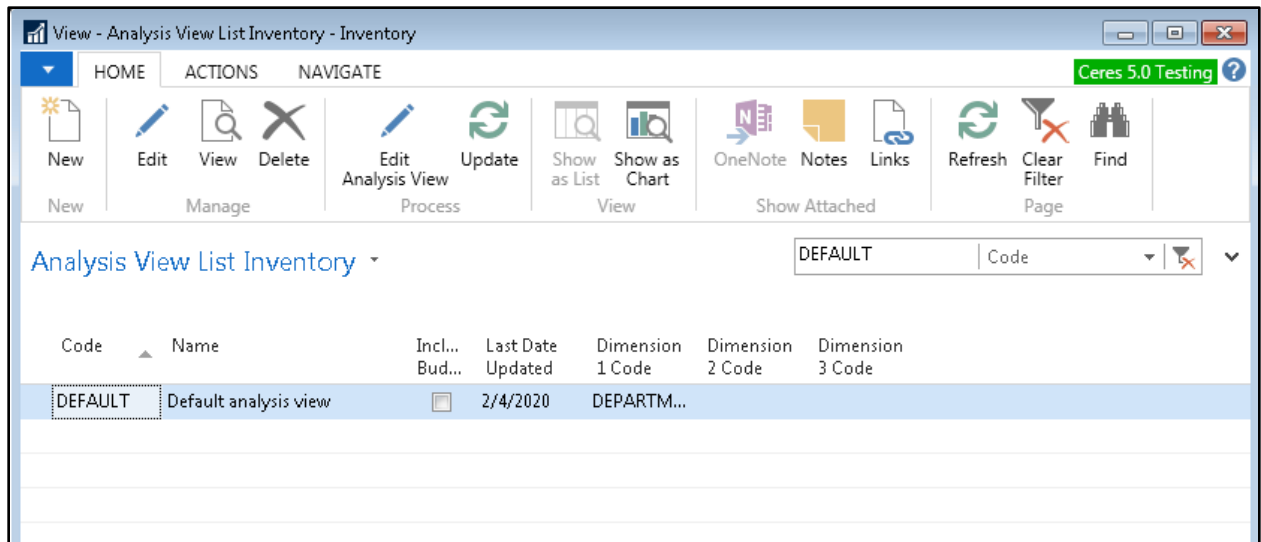 View - Analysis View List Inventory - Inventory
HOME ACTIONS NAVIGATE Ceres 5.0 Testing ?
New Edit View Delete Edit Analysis View Update Show as List Show as Chart OneNote Notes Links Refresh Clear Filter Find
New Manage Process View Show Attached Page
Analysis View List Inventory DEFAULT Code
Code Name Incl... Last Date Dimension Dimension Dimension
Bud... Updated 1 Code 2 Code 3 Code
DEFAULT Default analysis view 2/4/2020 DEPARTM...